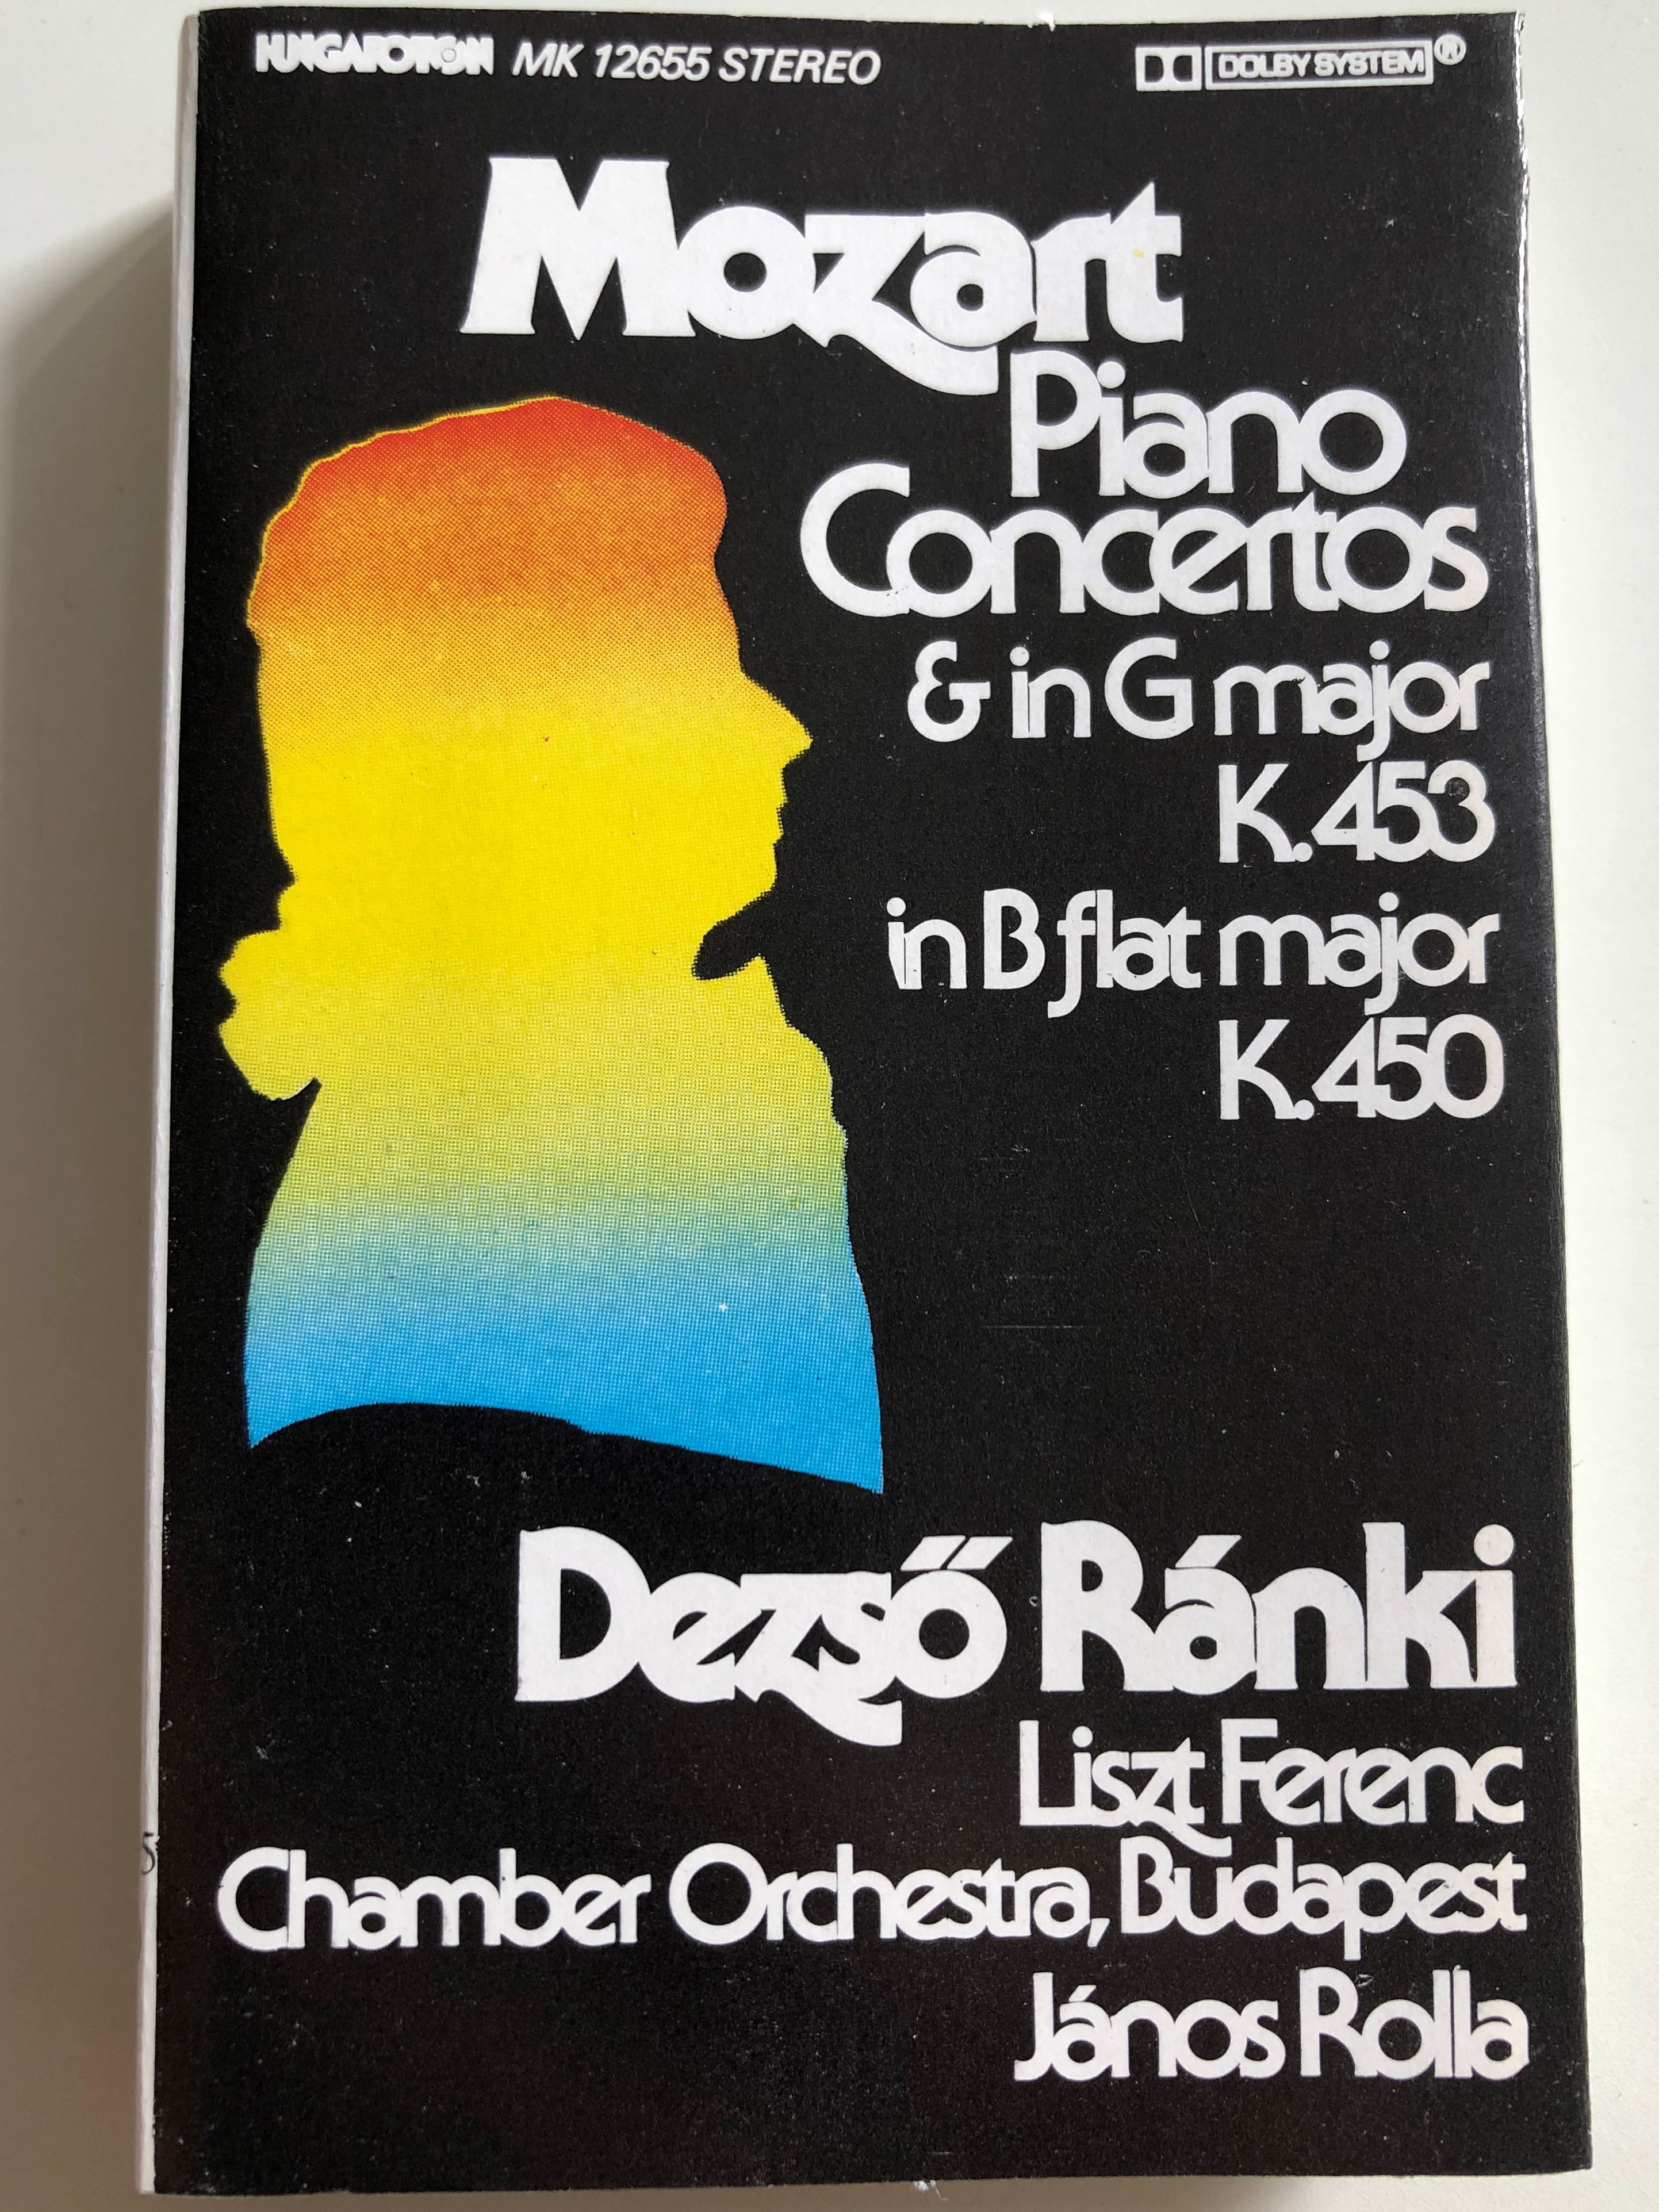 HUNGAROTON MK 12655 STEREO
DOLBY SYSTEM®
Mozart
Piano
Concertos
& in G major
K.453
in B flat major
K.450
Dezső Ránki
Liszt Ferenc
Chamber Orchestra, Budapest
János Rolla